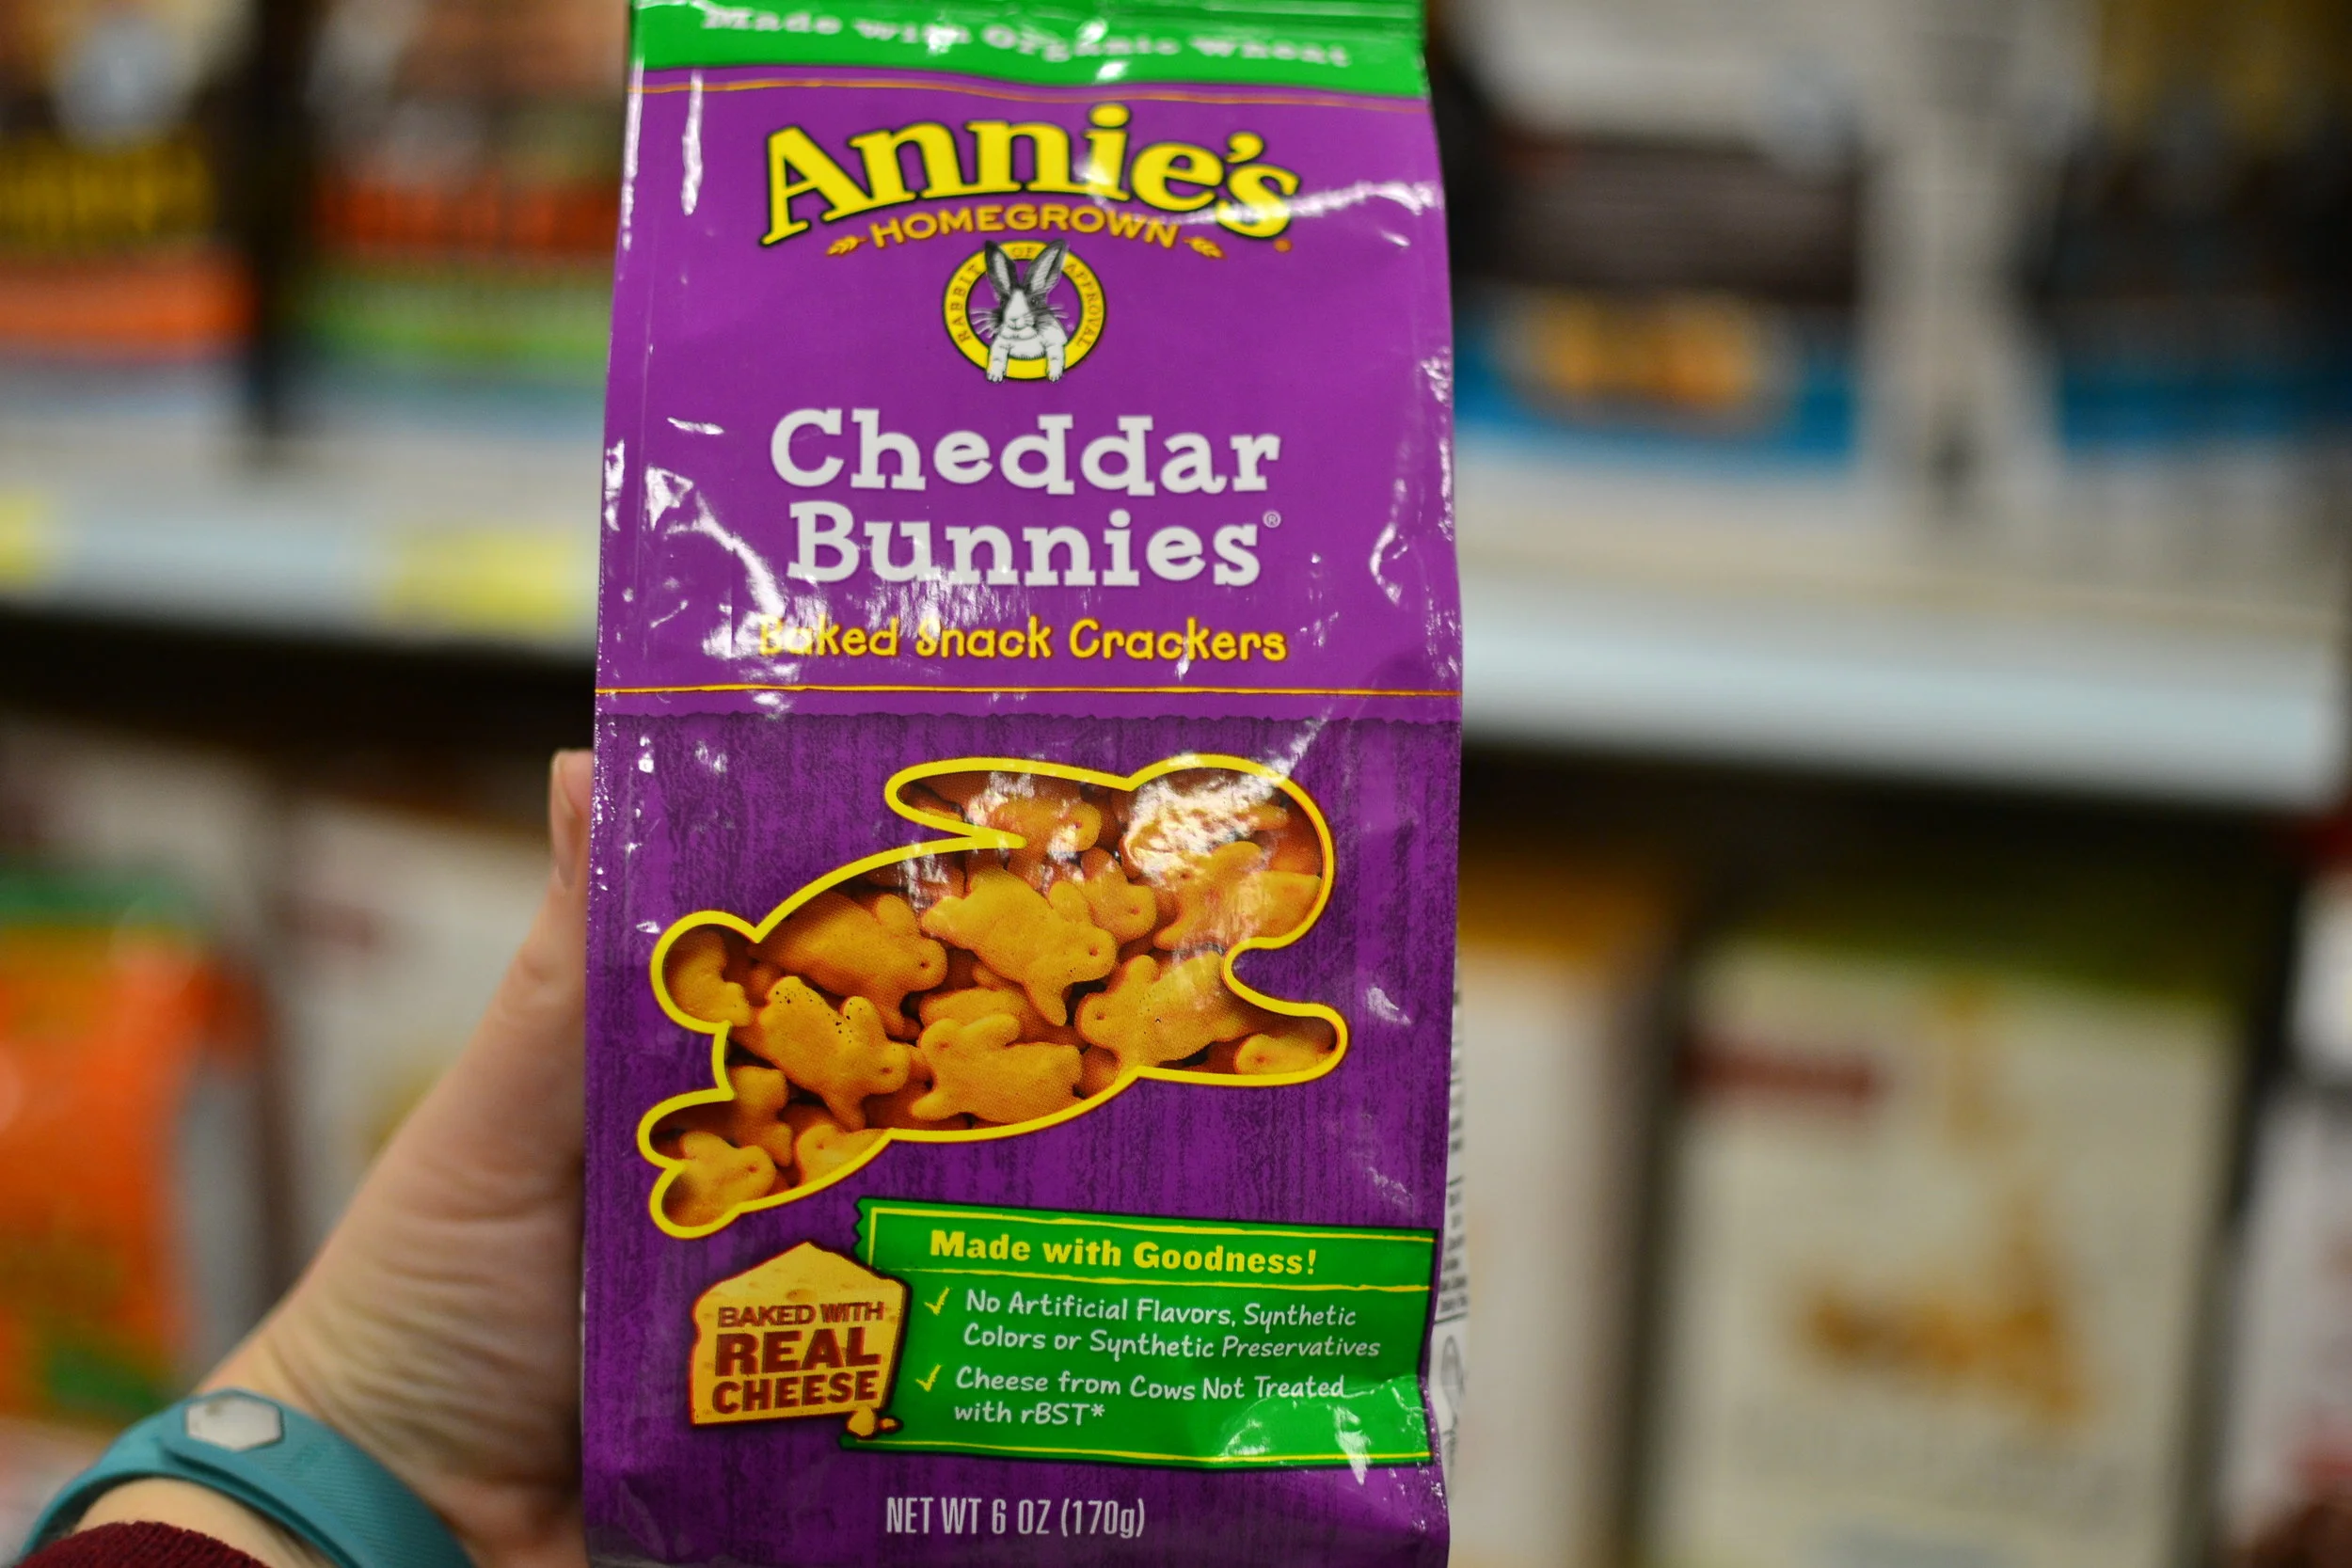 Made with Organic Wheat
Annie's
HOMEGROWN
RABBIT OF APPROVAL
Cheddar
Bunnies®
Baked Snack Crackers
Made with Goodness!
✓ No Artificial Flavors, Synthetic
Colors or Synthetic Preservatives
✓ Cheese from Cows Not Treated
with rBST*
BAKED WITH
REAL
CHEESE
NET WT 6 OZ (170g)